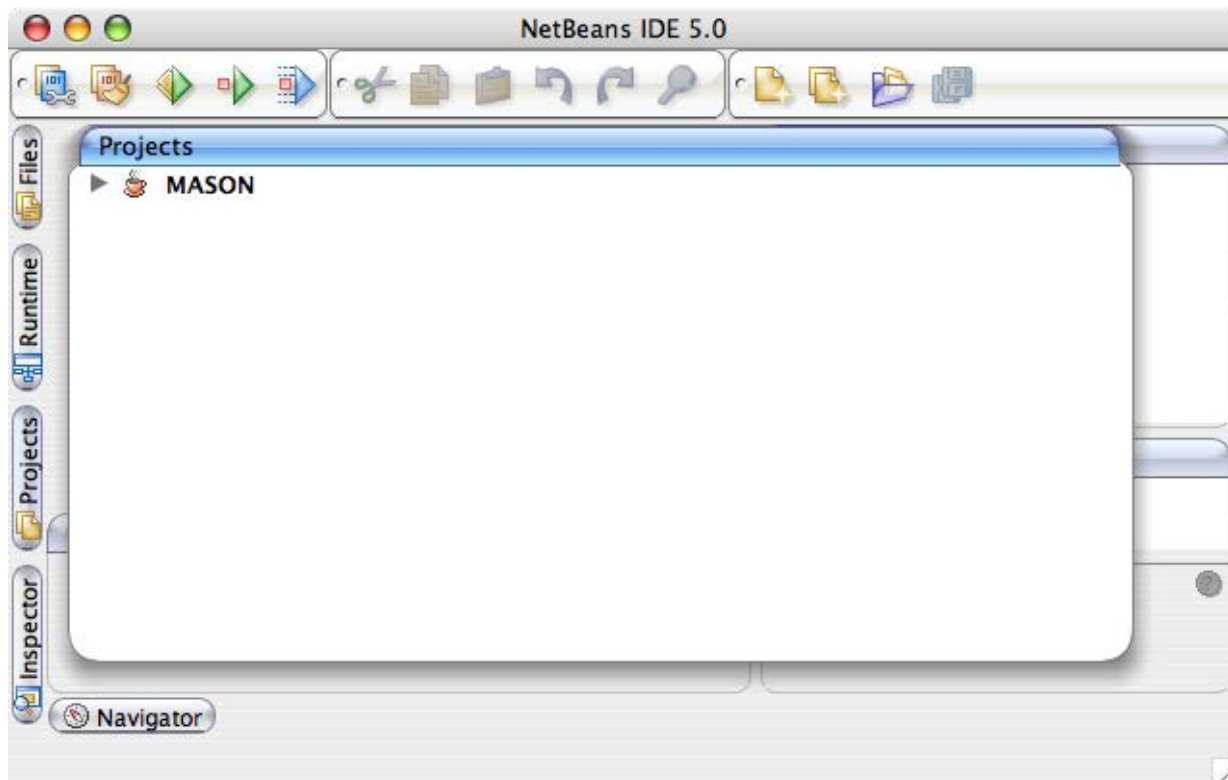 NetBeans IDE 5.0
Files
Runtime
Projects
Inspector
Projects
MASON
Navigator